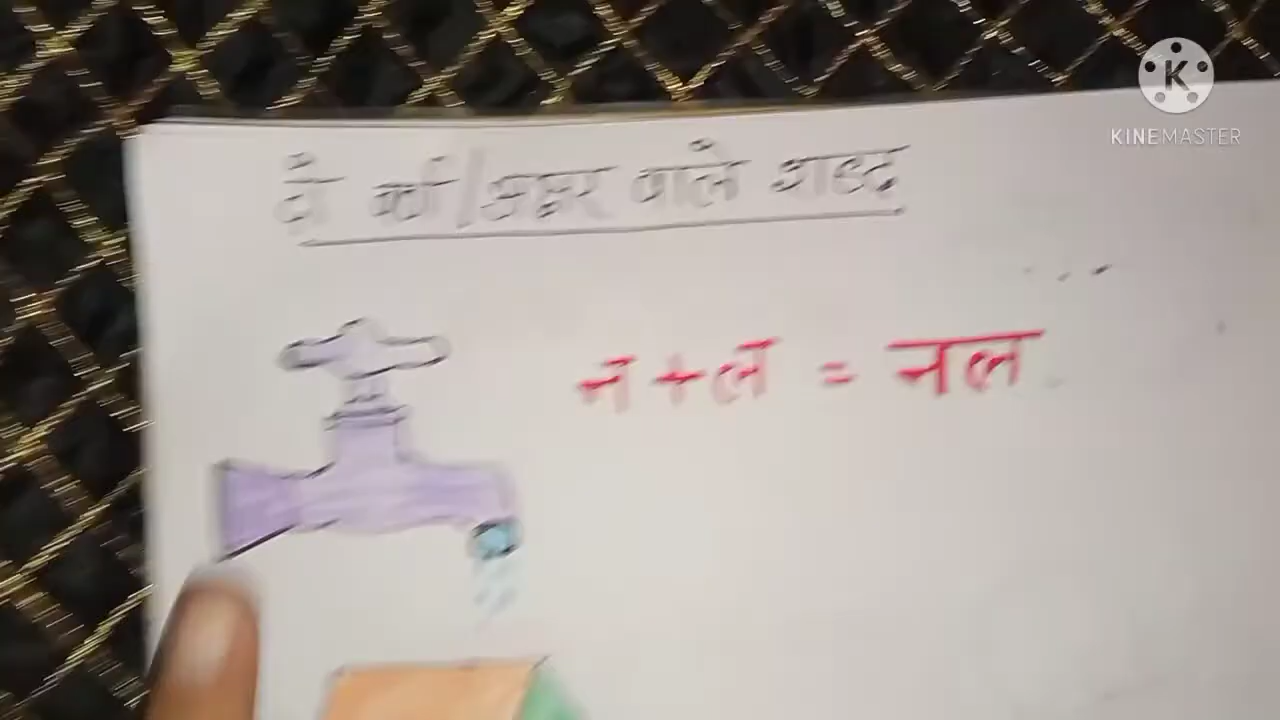 K
KINEMASTER
दो वर्ण/अक्षर वाले शब्द
न + ल = नल